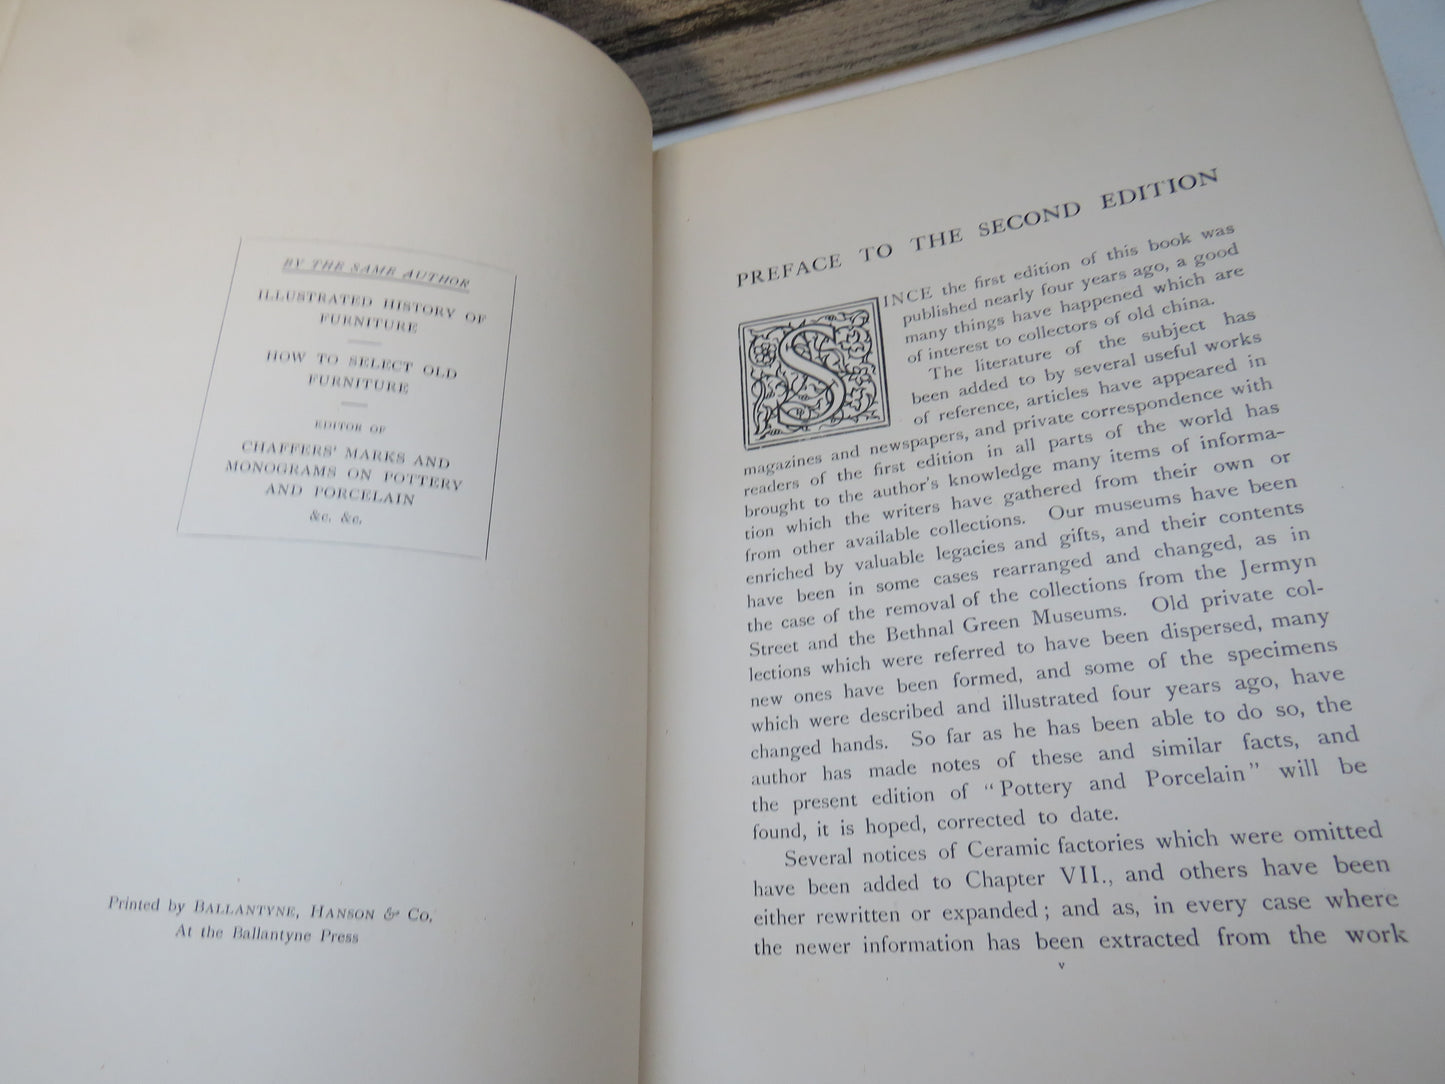 BY THE SAME AUTHOR
ILLUSTRATED HISTORY OF
FURNITURE
HOW TO SELECT OLD
FURNITURE
EDITOR OF
CHAFFERS' MARKS AND
MONOGRAMS ON POTTERY
AND PORCELAIN
&c. &c.
Printed by BALLANTYNE, HANSON & Co.
At the Ballantyne Press
PREFACE TO THE SECOND EDITION
SINCE the first edition of this book was
published nearly four years ago, a good
many things have happened which are
of interest to collectors of old china.
The literature of the subject has
been added to by several useful works
of reference, articles have appeared in
magazines and newspapers, and private correspondence with
readers of the first edition in all parts of the world has
brought to the author's knowledge many items of informa-
tion which the writers have gathered from their own or
from other available collections. Our museums have been
enriched by valuable legacies and gifts, and their contents
have been in some cases rearranged and changed, as in
the case of the removal of the collections from the Jermyn
Street and the Bethnal Green Museums. Old private col-
lections which were referred to have been dispersed, many
new ones have been formed, and some of the specimens
which were described and illustrated four years ago, have
changed hands. So far as he has been able to do so, the
author has made notes of these and similar facts, and
the present edition of "Pottery and Porcelain" will be
found, it is hoped, corrected to date.
Several notices of Ceramic factories which were omitted
have been added to Chapter VII., and others have been
either rewritten or expanded; and as, in every case where
the newer information has been extracted from the work
v